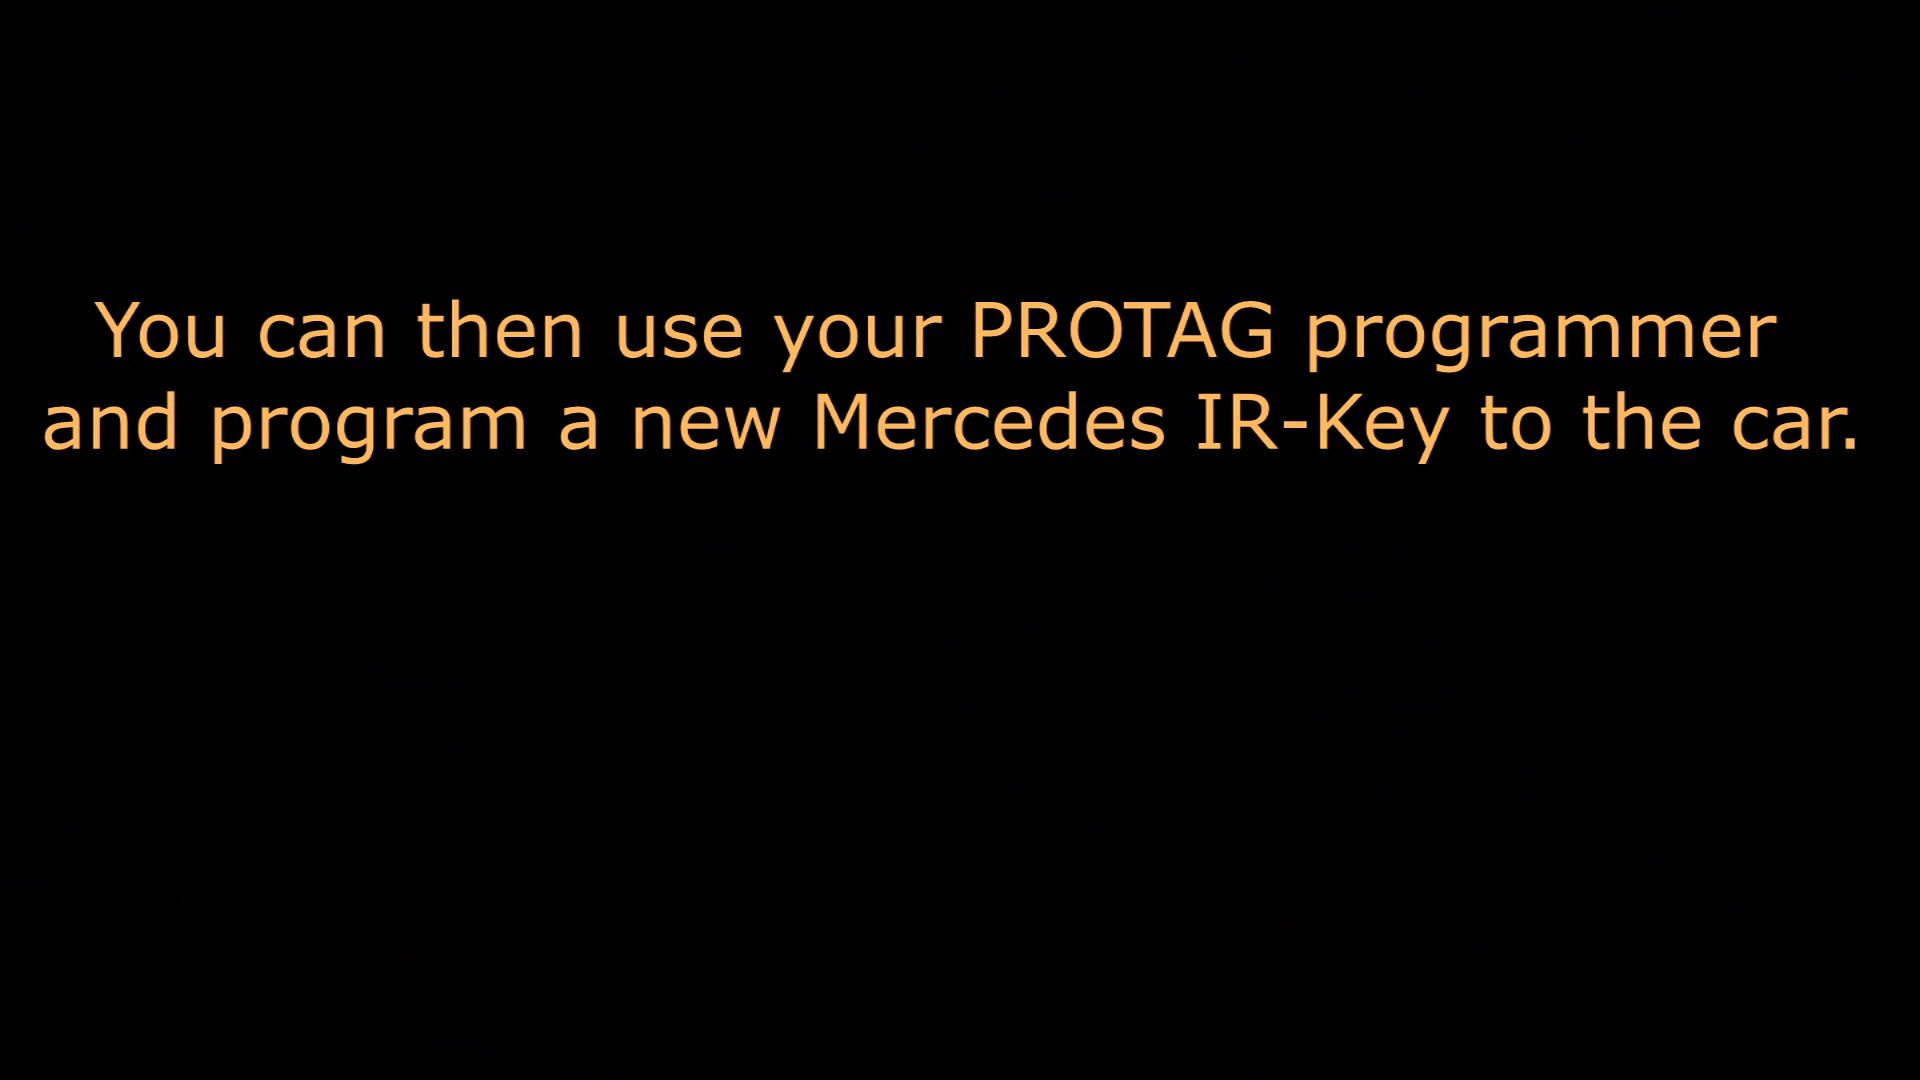 You can then use your PROTAG programmer
and program a new Mercedes IR-Key to the car.